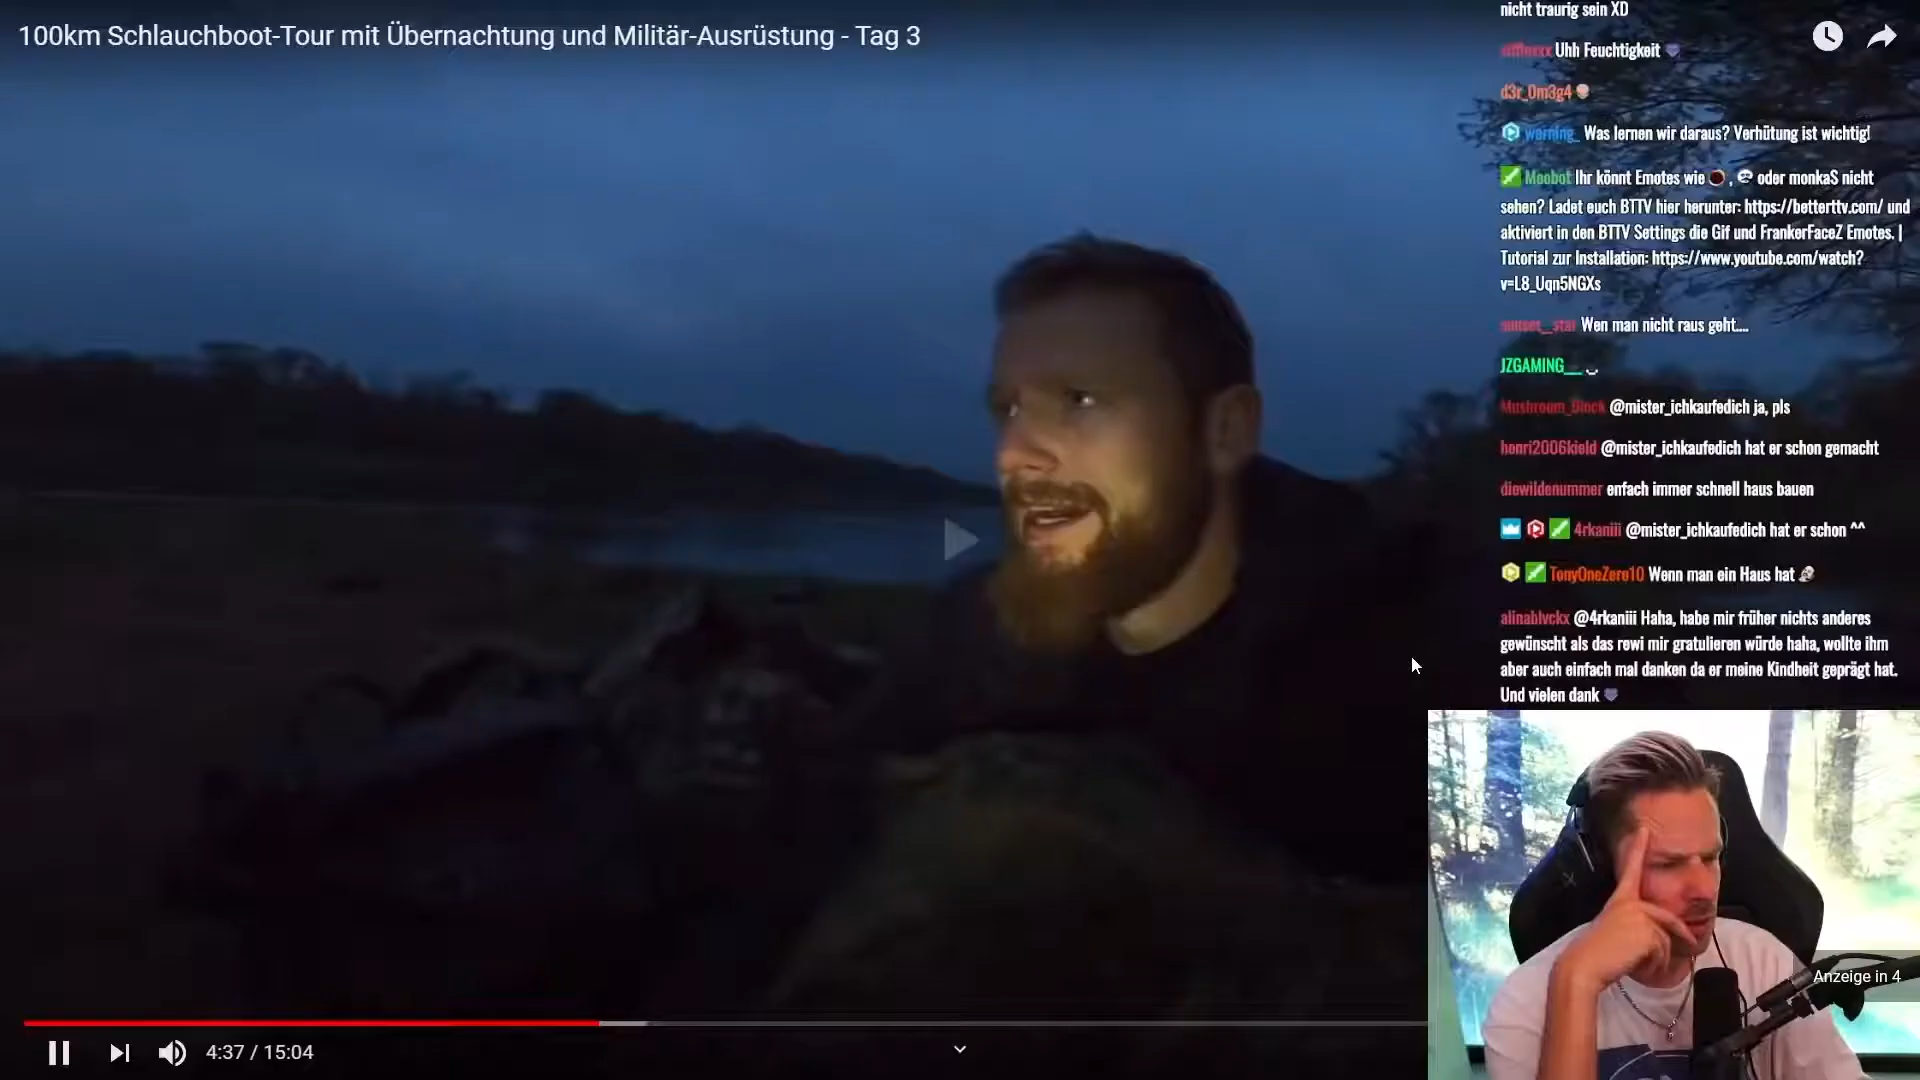 100km Schlauchboot-Tour mit Übernachtung und Militär-Ausrüstung - Tag 3
nicht traurig sein XD
Uhh Feuchtigkeit
d3r_0m3g4
warning_ Was lernen wir daraus? Verhütung ist wichtig!
Moobot Ihr könnt Emotes wie , oder monkaS nicht
sehen? Ladet euch BTTV hier herunter: https://betterttv.com/ und
aktiviert in den BTTV Settings die Gif und FrankerFaceZ Emotes. |
Tutorial zur Installation: https://www.youtube.com/watch?
v=L8_Uqn5NGXs
sunset__star Wen man nicht raus geht....
JZGAMING__
Mushroom_Block @mister_ichkaufedich ja, pls
henri2006kield @mister_ichkaufedich hat er schon gemacht
diewildenummer enfach immer schnell haus bauen
4rkaniii @mister_ichkaufedich hat er schon ^^
TonyOneZero10 Wenn man ein Haus hat
alinablvckx @4rkaniii Haha, habe mir früher nichts anderes
gewünscht als das rewi mir gratulieren würde haha, wollte ihm
aber auch einfach mal danken da er meine Kindheit geprägt hat.
Und vielen dank
Anzeige in 4
4:37 / 15:04